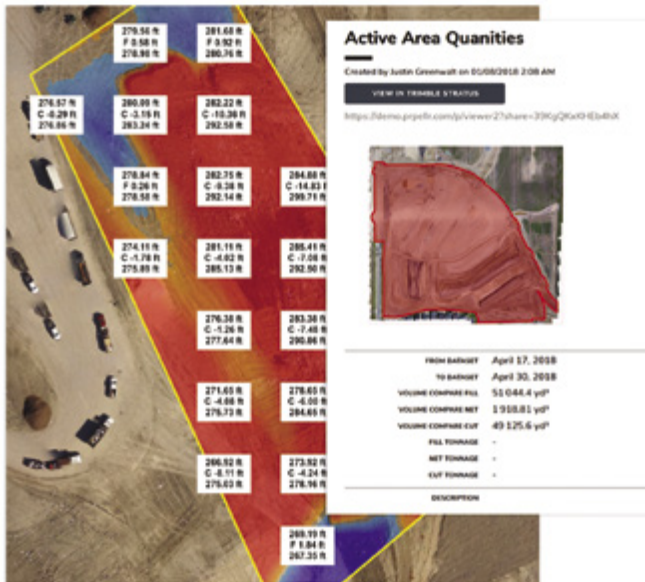 279.56 ft
F 0.58 ft
278.98 ft
281.68 ft
F 0.92 ft
280.76 ft
276.57 ft
C -0.29 ft
276.86 ft
280.09 ft
C -3.15 ft
283.24 ft
282.22 ft
C -10.36 ft
292.58 ft
278.84 ft
F 0.26 ft
278.58 ft
282.75 ft
C -9.38 ft
292.14 ft
284.88 ft
C -14.83 ft
299.71 ft
274.11 ft
C -1.78 ft
275.89 ft
281.11 ft
C -4.02 ft
285.13 ft
285.41 ft
C -7.08 ft
292.50 ft
276.38 ft
C -1.26 ft
277.64 ft
283.38 ft
C -7.48 ft
290.86 ft
271.65 ft
C -4.08 ft
275.73 ft
278.65 ft
C -6.00 ft
284.65 ft
266.92 ft
C -8.11 ft
275.03 ft
273.92 ft
C -4.24 ft
278.16 ft
269.19 ft
F 1.84 ft
267.35 ft
Active Area Quanities
Created by Justin Greenwalt on 01/08/2018 2:08 AM
VIEW IN TRIMBLE STRATUS
FROM DATASET April 17, 2018
TO DATASET April 30, 2018
VOLUME COMPARE FILL 51 044.4 yd³
VOLUME COMPARE NET 1 918.81 yd³
VOLUME COMPARE CUT 49 125.6 yd³
FILL TONNAGE -
NET TONNAGE -
CUT TONNAGE -
DESCRIPTION